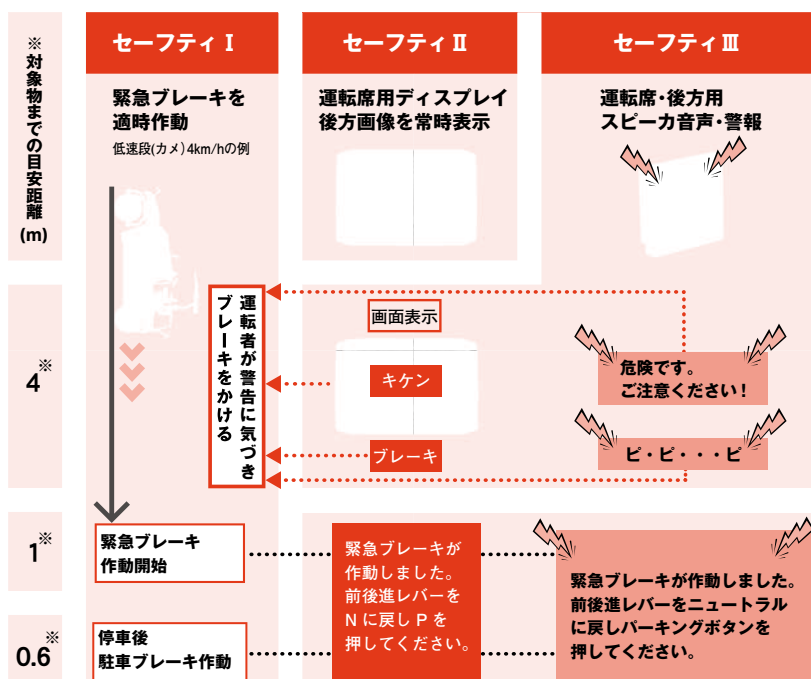 ※対象物までの目安距離
(m)
セーフティ Ⅰ
セーフティ Ⅱ
セーフティ Ⅲ
緊急ブレーキを
適時作動
低速段(カメ)4km/hの例
運転席用ディスプレイ
後方画像を常時表示
運転席・後方用
スピーカ音声・警報
4※
運転者が警告に気づき
ブレーキをかける
画面表示
キケン
ブレーキ
危険です。
ご注意ください！
ピ・ピ・・・ピ
1※
緊急ブレーキ
作動開始
緊急ブレーキが
作動しました。
前後進レバーを
N に戻し P を
押してください。
緊急ブレーキが作動しました。
前後進レバーをニュートラル
に戻しパーキングボタンを
押してください。
0.6※
停車後
駐車ブレーキ作動